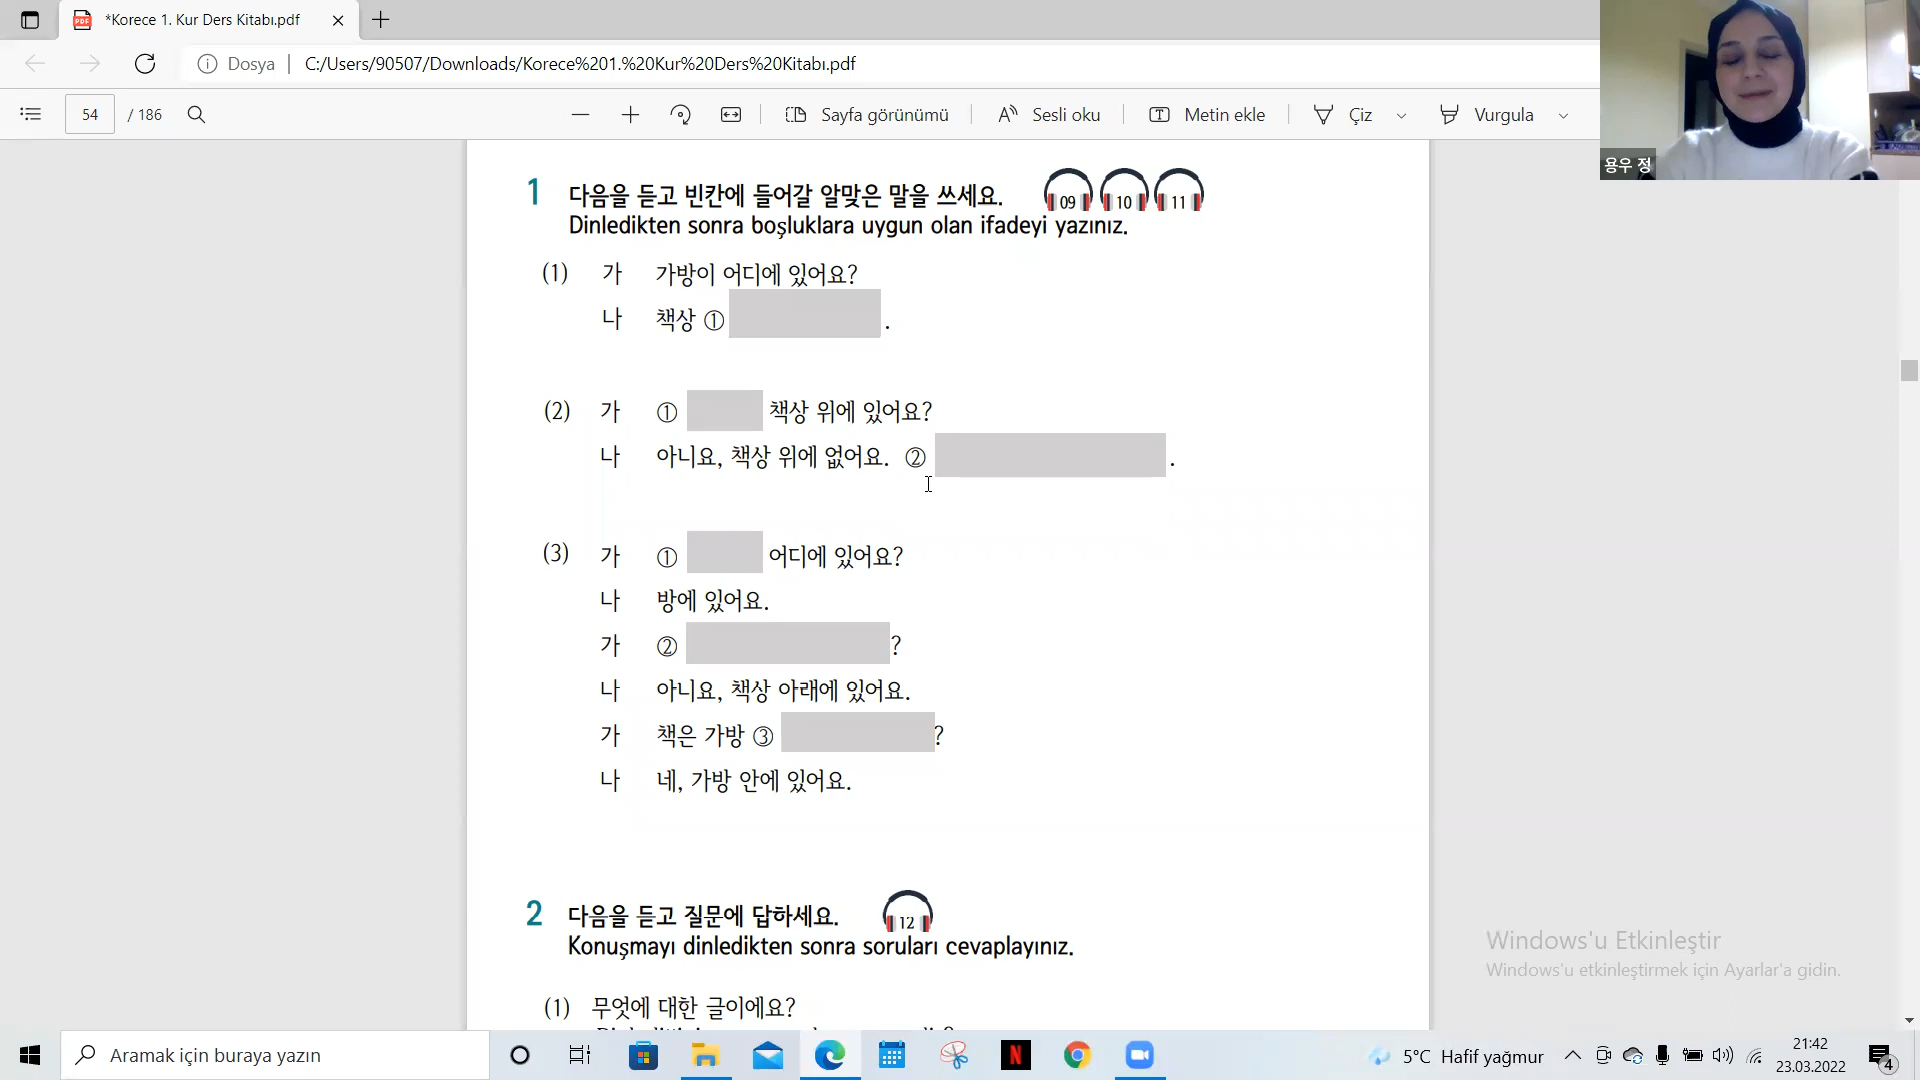 *Korece 1. Kur Ders Kitabı.pdf
Dosya | C:/Users/90507/Downloads/Korece%201.%20Kur%20Ders%20Kitabı.pdf
54 / 186 Sayfa görünümü Sesli oku Metin ekle Çiz Vurgula
용우 정
1 다음을 듣고 빈칸에 들어갈 알맞은 말을 쓰세요. 09 10 11
Dinledikten sonra boşluklara uygun olan ifadeyi yazınız.
(1) 가 가방이 어디에 있어요?
나 책상 ① .
(2) 가 ① 책상 위에 있어요?
나 아니요, 책상 위에 없어요. ② .
(3) 가 ① 어디에 있어요?
나 방에 있어요.
가 ② ?
나 아니요, 책상 아래에 있어요.
가 책은 가방 ③ ?
나 네, 가방 안에 있어요.
2 다음을 듣고 질문에 답하세요. 12
Konuşmayı dinledikten sonra soruları cevaplayınız.
(1) 무엇에 대한 글이에요?
Windows'u Etkinleştir
Windows'u etkinleştirmek için Ayarlar'a gidin.
Aramak için buraya yazın
5°C Hafif yağmur
21:42
23.03.2022
4